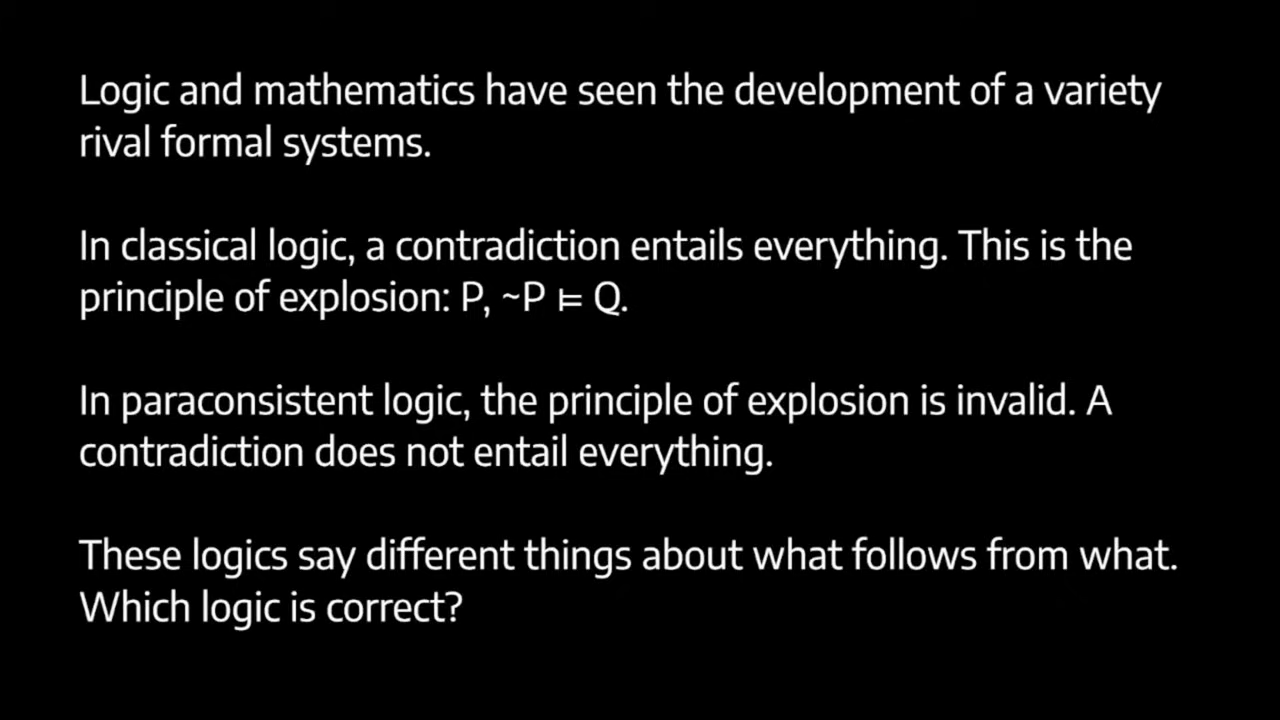 Logic and mathematics have seen the development of a variety
rival formal systems.
In classical logic, a contradiction entails everything. This is the
principle of explosion: P, ~P ⊨ Q.
In paraconsistent logic, the principle of explosion is invalid. A
contradiction does not entail everything.
These logics say different things about what follows from what.
Which logic is correct?